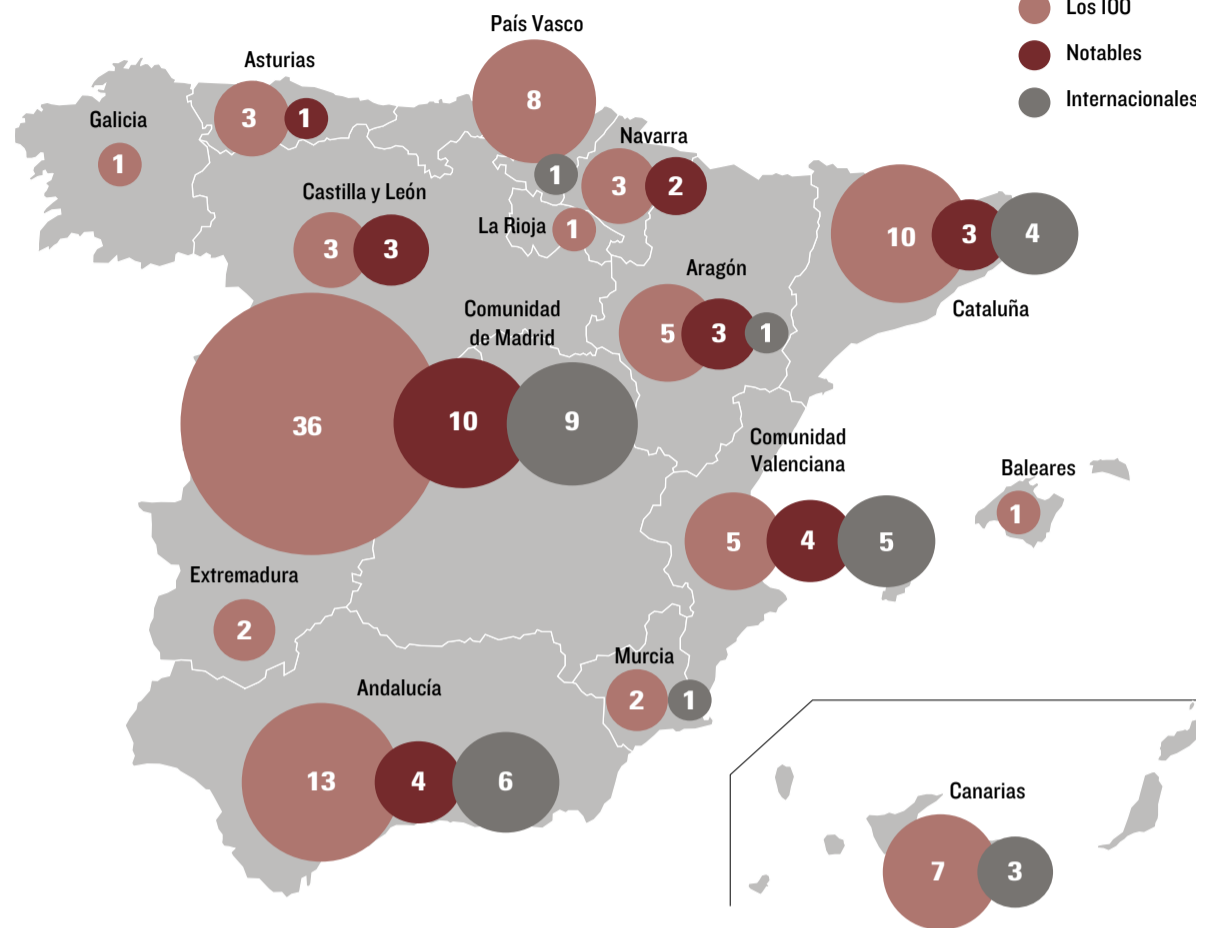 Los 100
Notables
Internacionales
País Vasco
8
1
Asturias
3 1
Galicia
1
Navarra
3 2
Castilla y León
3 3
La Rioja
1
10 3 4
Cataluña
Aragón
5 3 1
Comunidad
de Madrid
36 10 9
Comunidad
Valenciana
5 4 5
Baleares
1
Extremadura
2
Murcia
2 1
Andalucía
13 4 6
Canarias
7 3